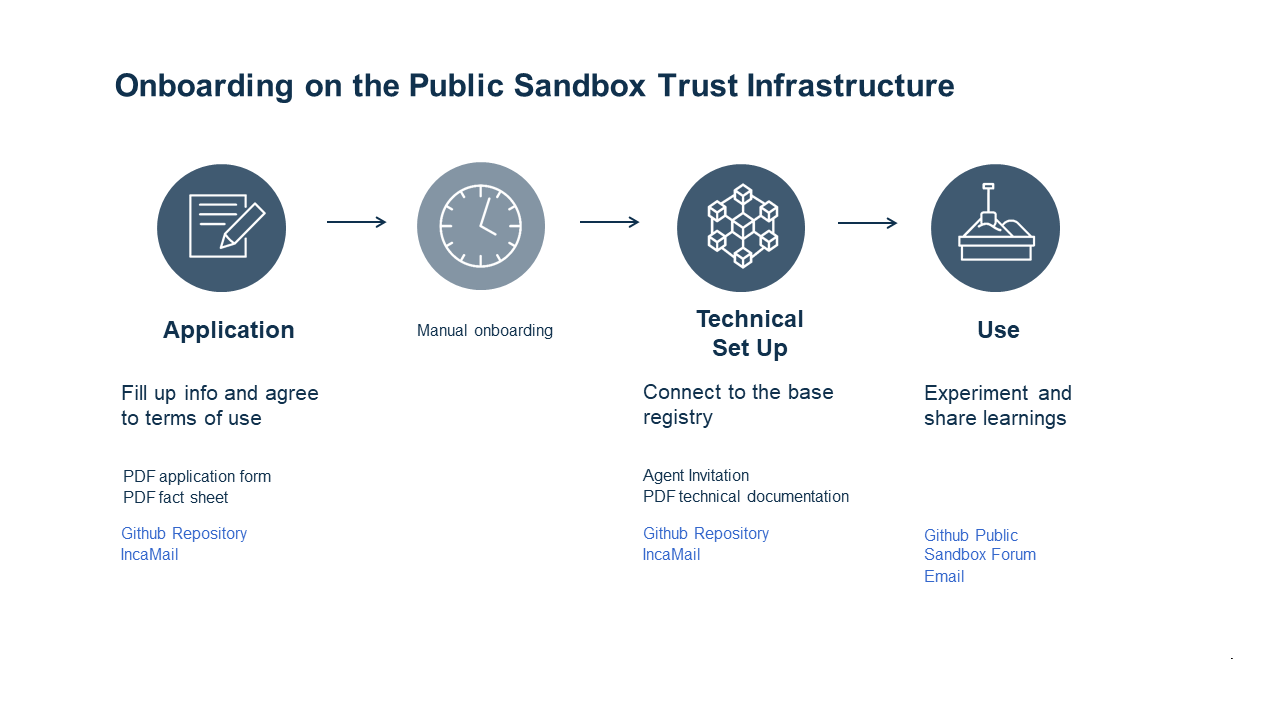 Onboarding on the Public Sandbox Trust Infrastructure
Application
Fill up info and agree
to terms of use
PDF application form
PDF fact sheet
Github Repository
IncaMail
Manual onboarding
Technical
Set Up
Connect to the base
registry
Agent Invitation
PDF technical documentation
Github Repository
IncaMail
Use
Experiment and
share learnings
Github Public
Sandbox Forum
Email
.